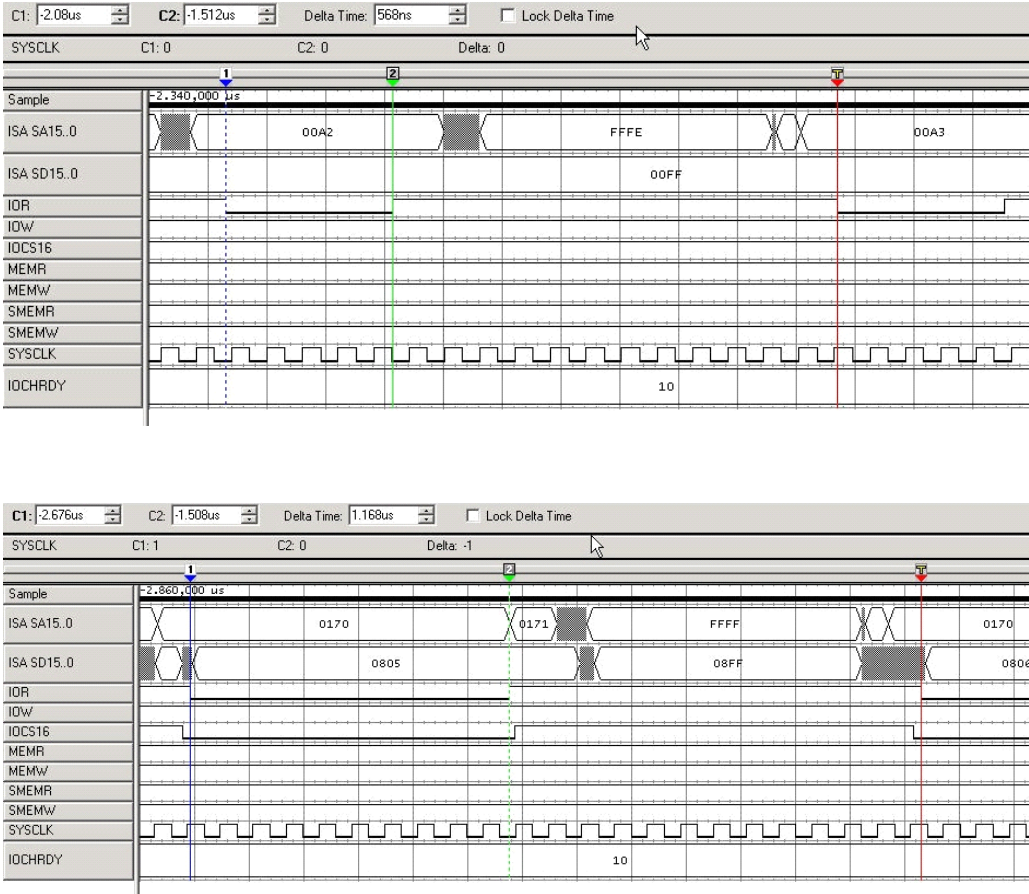 C1: -2.08us C2: -1.512us Delta Time: 568ns Lock Delta Time
SYSCLK C1: 0 C2: 0 Delta: 0
1 2 T
Sample -2.340,000 us
ISA SA15..0 00A2 FFFE 00A3
ISA SD15..0 00FF
IOR
IOW
IOCS16
MEMR
MEMW
SMEMR
SMEMW
SYSCLK
IOCHRDY 10
C1: -2.676us C2: -1.508us Delta Time: 1.168us Lock Delta Time
SYSCLK C1: 1 C2: 0 Delta: -1
1 2 T
Sample -2.860,000 us
ISA SA15..0 0170 0171 FFFF 0170
ISA SD15..0 0805 08FF 0806
IOR
IOW
IOCS16
MEMR
MEMW
SMEMR
SMEMW
SYSCLK
IOCHRDY 10